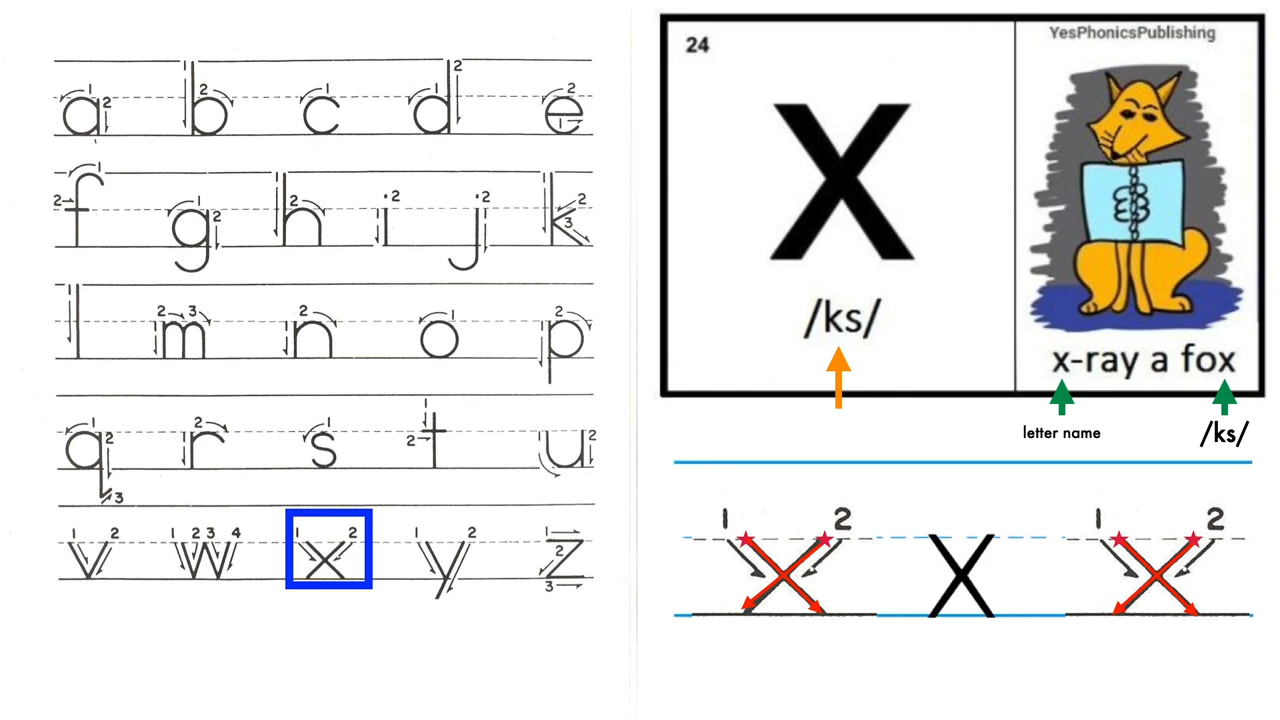 a b c d e
f g h i j k
l m n o p
q r s t u
v w x y z
YesPhonicsPublishing
24
x
/ks/
x-ray a fox
letter name
/ks/
1 2 1 2
x x x